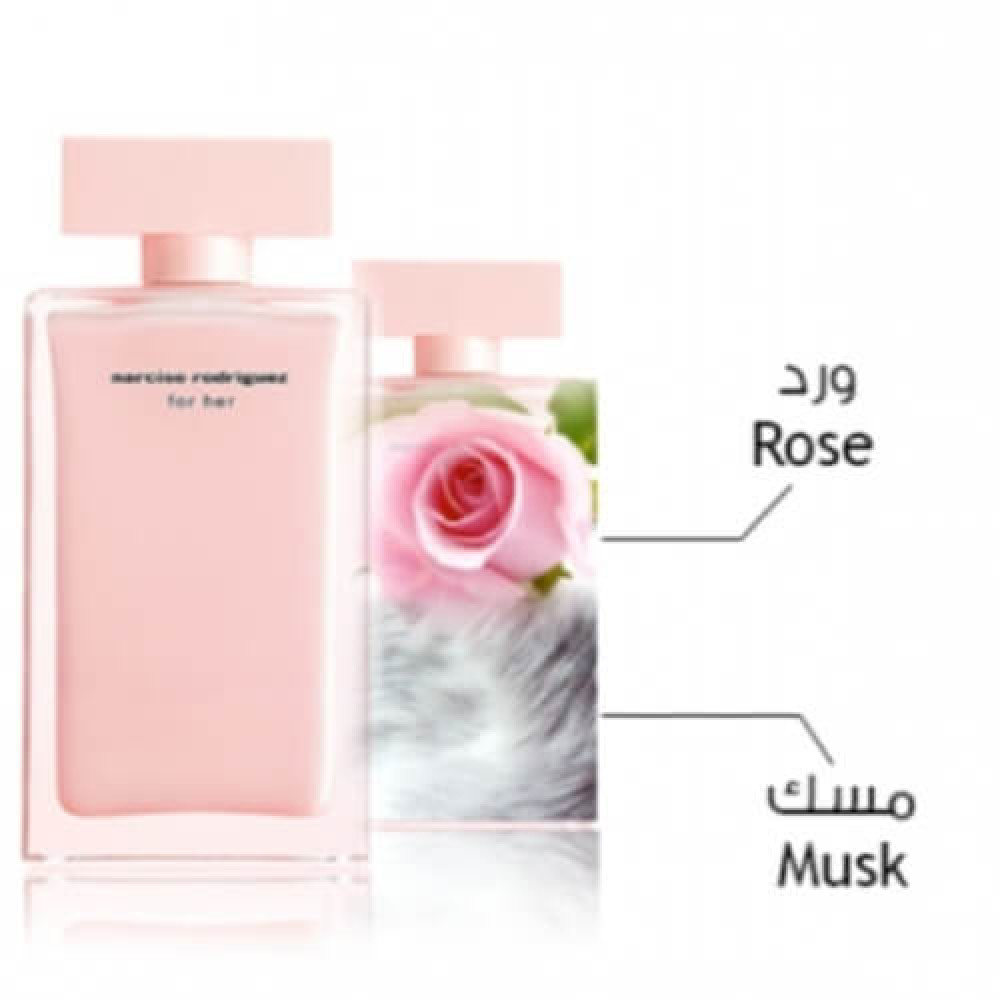 narciso rodriguez
for her
ورد
Rose
مسك
Musk